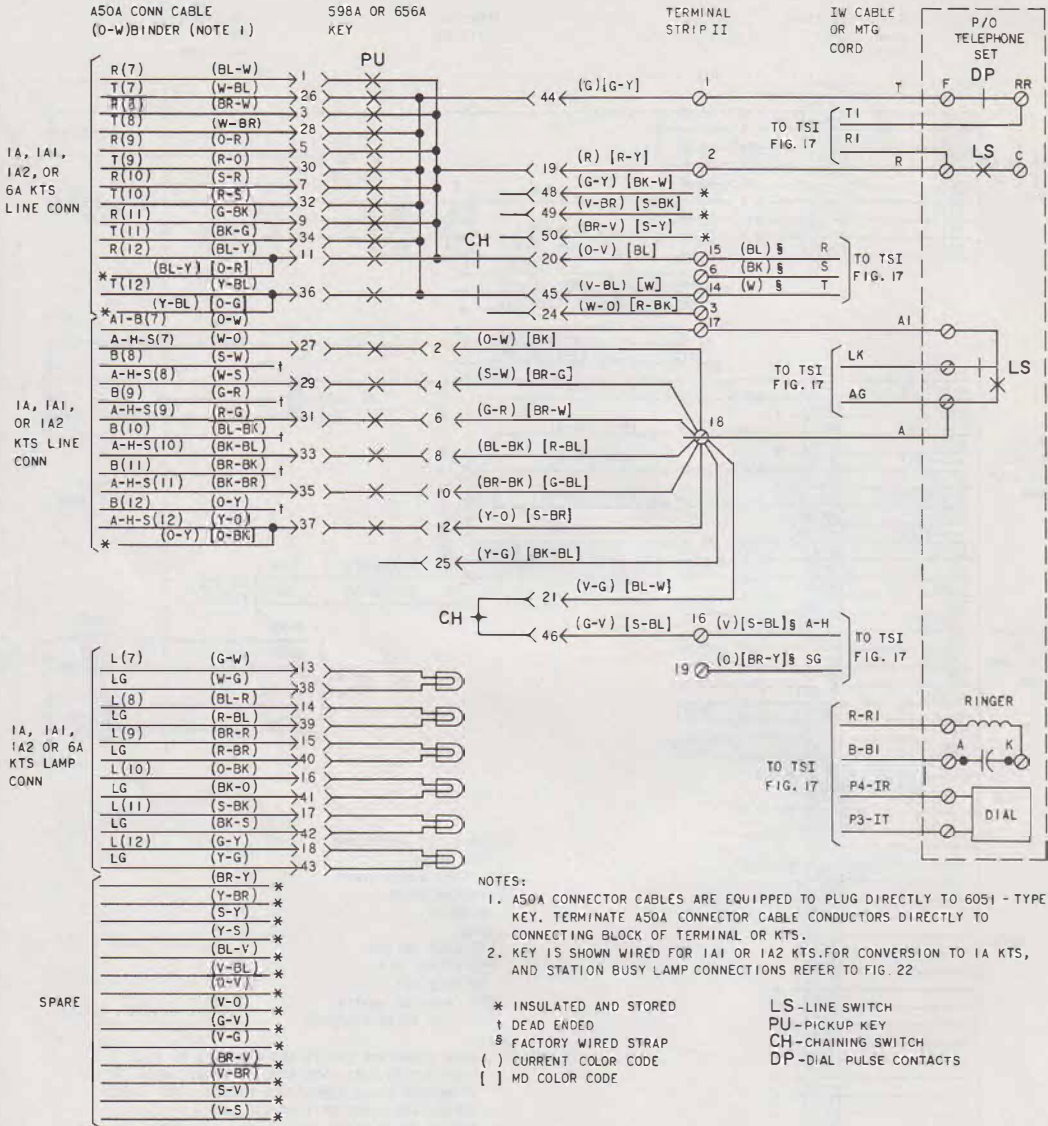 A50A CONN CABLE
(O-W)BINDER (NOTE 1)
598A OR 656A
KEY
TERMINAL
STRIP II
IW CABLE
OR MTG
CORD
P/O
TELEPHONE
SET
PU
DP
1A, 1A1,
1A2, OR
6A KTS
LINE CONN
R(7) (BL-W) 1
T(7) (W-BL) 26
R(8) (BR-W) 3
T(8) (W-BR) 28
R(9) (O-R) 5
T(9) (R-O) 30
R(10) (S-R) 7
T(10) (R-S) 32
R(11) (G-BK) 9
T(11) (BK-G) 34
R(12) (BL-Y) 11
* (BL-Y) [O-R]
T(12) (Y-BL) 36
* (Y-BL) [O-G]
CH
44 (G)[G-Y] 1 T F RR
TO TSI
FIG. 17
T1
R1
R LS C
19 (R) [R-Y] 2
48 (G-Y) [BK-W] *
49 (V-BR) [S-BK] *
50 (BR-V) [S-Y] *
20 (O-V) [BL] 15 (BL) § R
6 (BK) § S
45 (V-BL) [W] 14 (W) § T
TO TSI
FIG. 17
24 (W-O) [R-BK] 3
1A, 1A1,
OR 1A2
KTS LINE
CONN
A1-B(7) (O-W) 17 A1
A-H-S(7) (W-O) 27 2 (O-W) [BK]
B(8) (S-W) †
A-H-S(8) (W-S) 29 4 (S-W) [BR-G]
B(9) (G-R) †
A-H-S(9) (R-G) 31 6 (G-R) [BR-W]
B(10) (BL-BK) †
A-H-S(10) (BK-BL) 33 8 (BL-BK) [R-BL]
B(11) (BR-BK) †
A-H-S(11) (BK-BR) 35 10 (BR-BK) [G-BL]
B(12) (O-Y) †
A-H-S(12) (Y-O) 37 12 (Y-O) [S-BR]
* (O-Y) [O-BK]
25 (Y-G) [BK-BL]
18 A
TO TSI
FIG. 17
LK
AG
LS
CH
21 (V-G) [BL-W]
46 (G-V) [S-BL] 16 (V)[S-BL]§ A-H
19 (O)[BR-Y]§ SG
TO TSI
FIG. 17
1A, 1A1,
1A2 OR 6A
KTS LAMP
CONN
L(7) (G-W) 13
LG (W-G) 38
L(8) (BL-R) 14
LG (R-BL) 39
L(9) (BR-R) 15
LG (R-BR) 40
L(10) (O-BK) 16
LG (BK-O) 41
L(11) (S-BK) 17
LG (BK-S) 42
L(12) (G-Y) 18
LG (Y-G) 43
TO TSI
FIG. 17
RINGER
R-R1
B-B1 A K
P4-IR
P3-IT
DIAL
SPARE
(BR-Y) *
(Y-BR) *
(S-Y) *
(Y-S) *
(BL-V) *
(V-BL) *
(O-V) *
(V-O) *
(G-V) *
(V-G) *
(BR-V) *
(V-BR) *
(S-V) *
(V-S) *
NOTES:
1. A50A CONNECTOR CABLES ARE EQUIPPED TO PLUG DIRECTLY TO 6051 - TYPE
KEY. TERMINATE A50A CONNECTOR CABLE CONDUCTORS DIRECTLY TO
CONNECTING BLOCK OF TERMINAL OR KTS.
2. KEY IS SHOWN WIRED FOR 1A1 OR 1A2 KTS.FOR CONVERSION TO 1A KTS,
AND STATION BUSY LAMP CONNECTIONS REFER TO FIG. 22
* INSULATED AND STORED
† DEAD ENDED
§ FACTORY WIRED STRAP
( ) CURRENT COLOR CODE
[ ] MD COLOR CODE
LS-LINE SWITCH
PU-PICKUP KEY
CH-CHAINING SWITCH
DP-DIAL PULSE CONTACTS